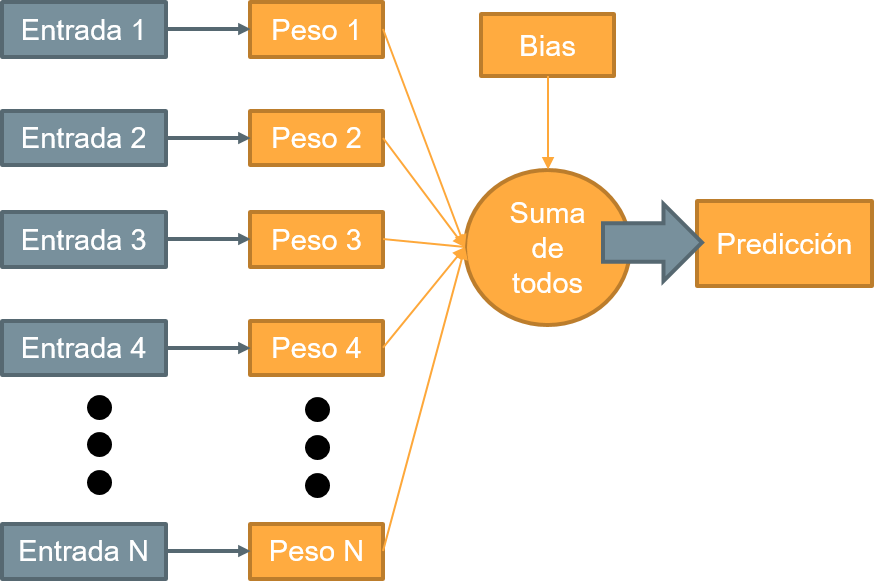 Entrada 1
Peso 1
Bias
Entrada 2
Peso 2
Entrada 3
Peso 3
Suma
de
todos
Predicción
Entrada 4
Peso 4
Entrada N
Peso N